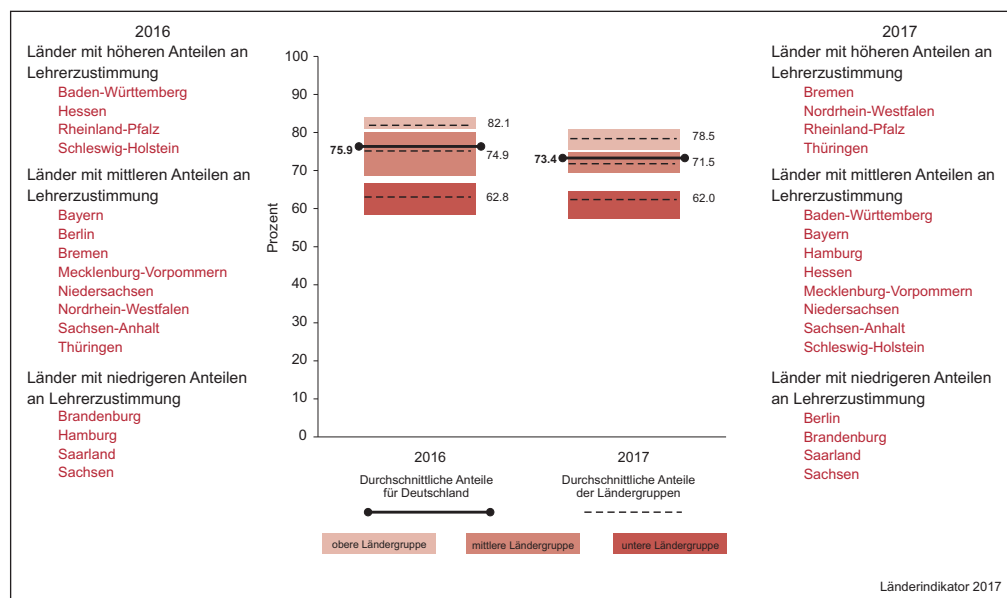 2016
Länder mit höheren Anteilen an
Lehrerzustimmung
Baden-Württemberg
Hessen
Rheinland-Pfalz
Schleswig-Holstein
Länder mit mittleren Anteilen an
Lehrerzustimmung
Bayern
Berlin
Bremen
Mecklenburg-Vorpommern
Niedersachsen
Nordrhein-Westfalen
Sachsen-Anhalt
Thüringen
Länder mit niedrigeren Anteilen
an Lehrerzustimmung
Brandenburg
Hamburg
Saarland
Sachsen
Prozent
100
90
80
70
60
50
40
30
20
10
0
75.9
82.1
74.9
62.8
73.4
78.5
71.5
62.0
2016
2017
Durchschnittliche Anteile
für Deutschland
Durchschnittliche Anteile
der Ländergruppen
obere Ländergruppe
mittlere Ländergruppe
untere Ländergruppe
2017
Länder mit höheren Anteilen an
Lehrerzustimmung
Bremen
Nordrhein-Westfalen
Rheinland-Pfalz
Thüringen
Länder mit mittleren Anteilen an
Lehrerzustimmung
Baden-Württemberg
Bayern
Hamburg
Hessen
Mecklenburg-Vorpommern
Niedersachsen
Sachsen-Anhalt
Schleswig-Holstein
Länder mit niedrigeren Anteilen
an Lehrerzustimmung
Berlin
Brandenburg
Saarland
Sachsen
Länderindikator 2017